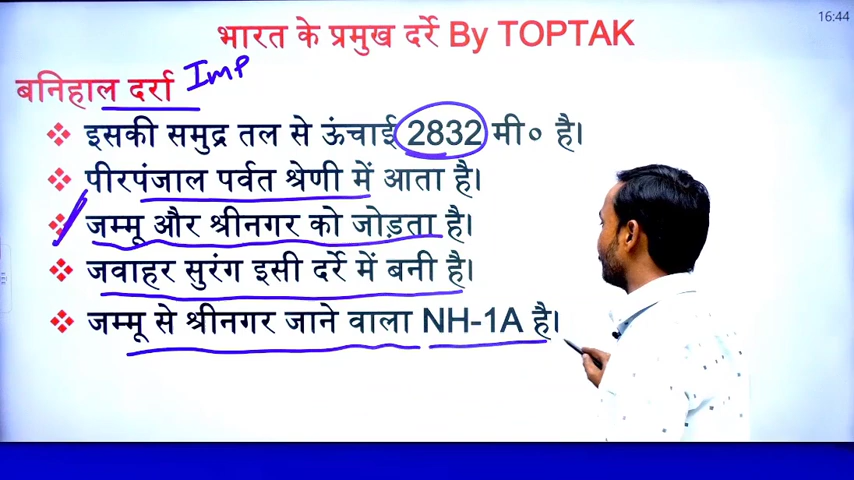 16:44
भारत के प्रमुख दर्रे By TOPTAK
बनिहाल दर्रा Imp
इसकी समुद्र तल से ऊंचाई 2832 मी० है।
पीरपंजाल पर्वत श्रेणी में आता है।
जम्मू और श्रीनगर को जोड़ता है।
जवाहर सुरंग इसी दर्रे में बनी है।
जम्मू से श्रीनगर जाने वाला NH-1A है।